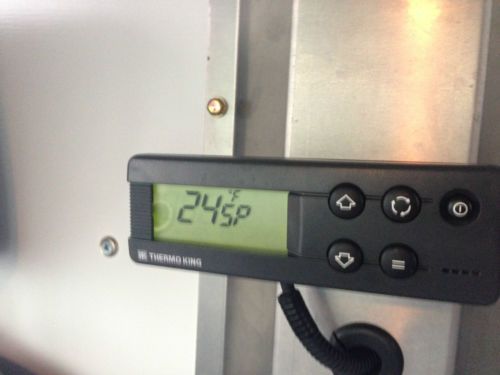 24 °F SP
THERMO KING